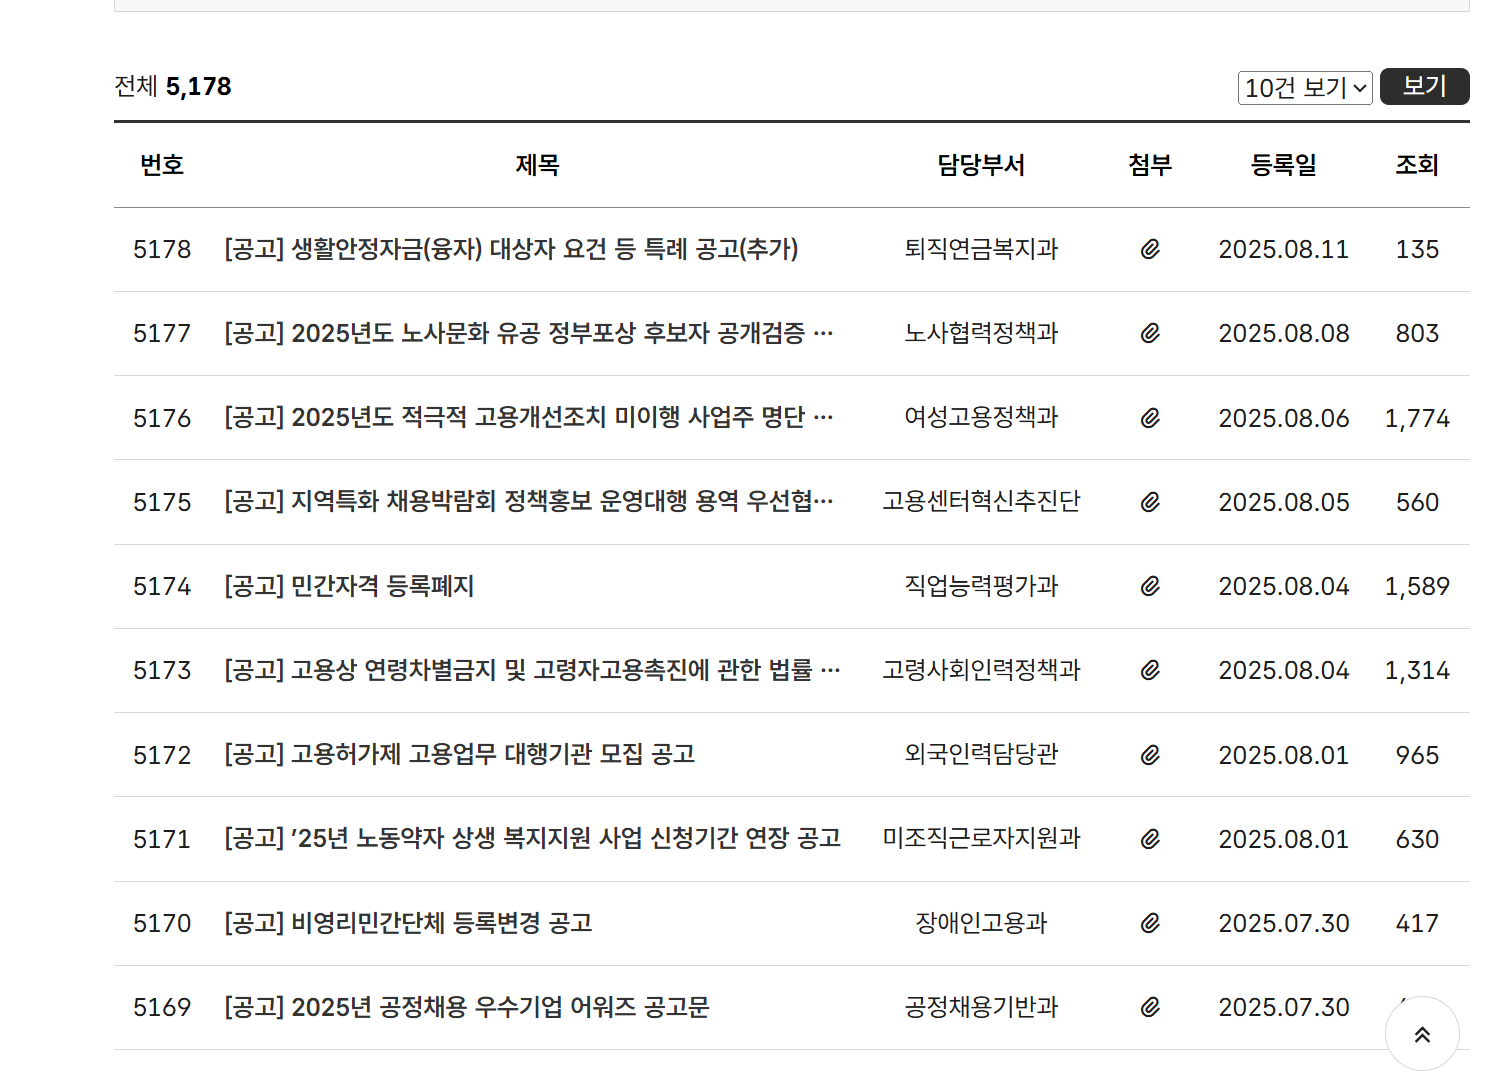 전체 5,178
10건 보기 보기
번호 제목 담당부서 첨부 등록일 조회
5178 [공고] 생활안정자금(융자) 대상자 요건 등 특례 공고(추가) 퇴직연금복지과 2025.08.11 135
5177 [공고] 2025년도 노사문화 유공 정부포상 후보자 공개검증 ··· 노사협력정책과 2025.08.08 803
5176 [공고] 2025년도 적극적 고용개선조치 미이행 사업주 명단 ··· 여성고용정책과 2025.08.06 1,774
5175 [공고] 지역특화 채용박람회 정책홍보 운영대행 용역 우선협··· 고용센터혁신추진단 2025.08.05 560
5174 [공고] 민간자격 등록폐지 직업능력평가과 2025.08.04 1,589
5173 [공고] 고용상 연령차별금지 및 고령자고용촉진에 관한 법률 ··· 고령사회인력정책과 2025.08.04 1,314
5172 [공고] 고용허가제 고용업무 대행기관 모집 공고 외국인력담당관 2025.08.01 965
5171 [공고] ’25년 노동약자 상생 복지지원 사업 신청기간 연장 공고 미조직근로자지원과 2025.08.01 630
5170 [공고] 비영리민간단체 등록변경 공고 장애인고용과 2025.07.30 417
5169 [공고] 2025년 공정채용 우수기업 어워즈 공고문 공정채용기반과 2025.07.30